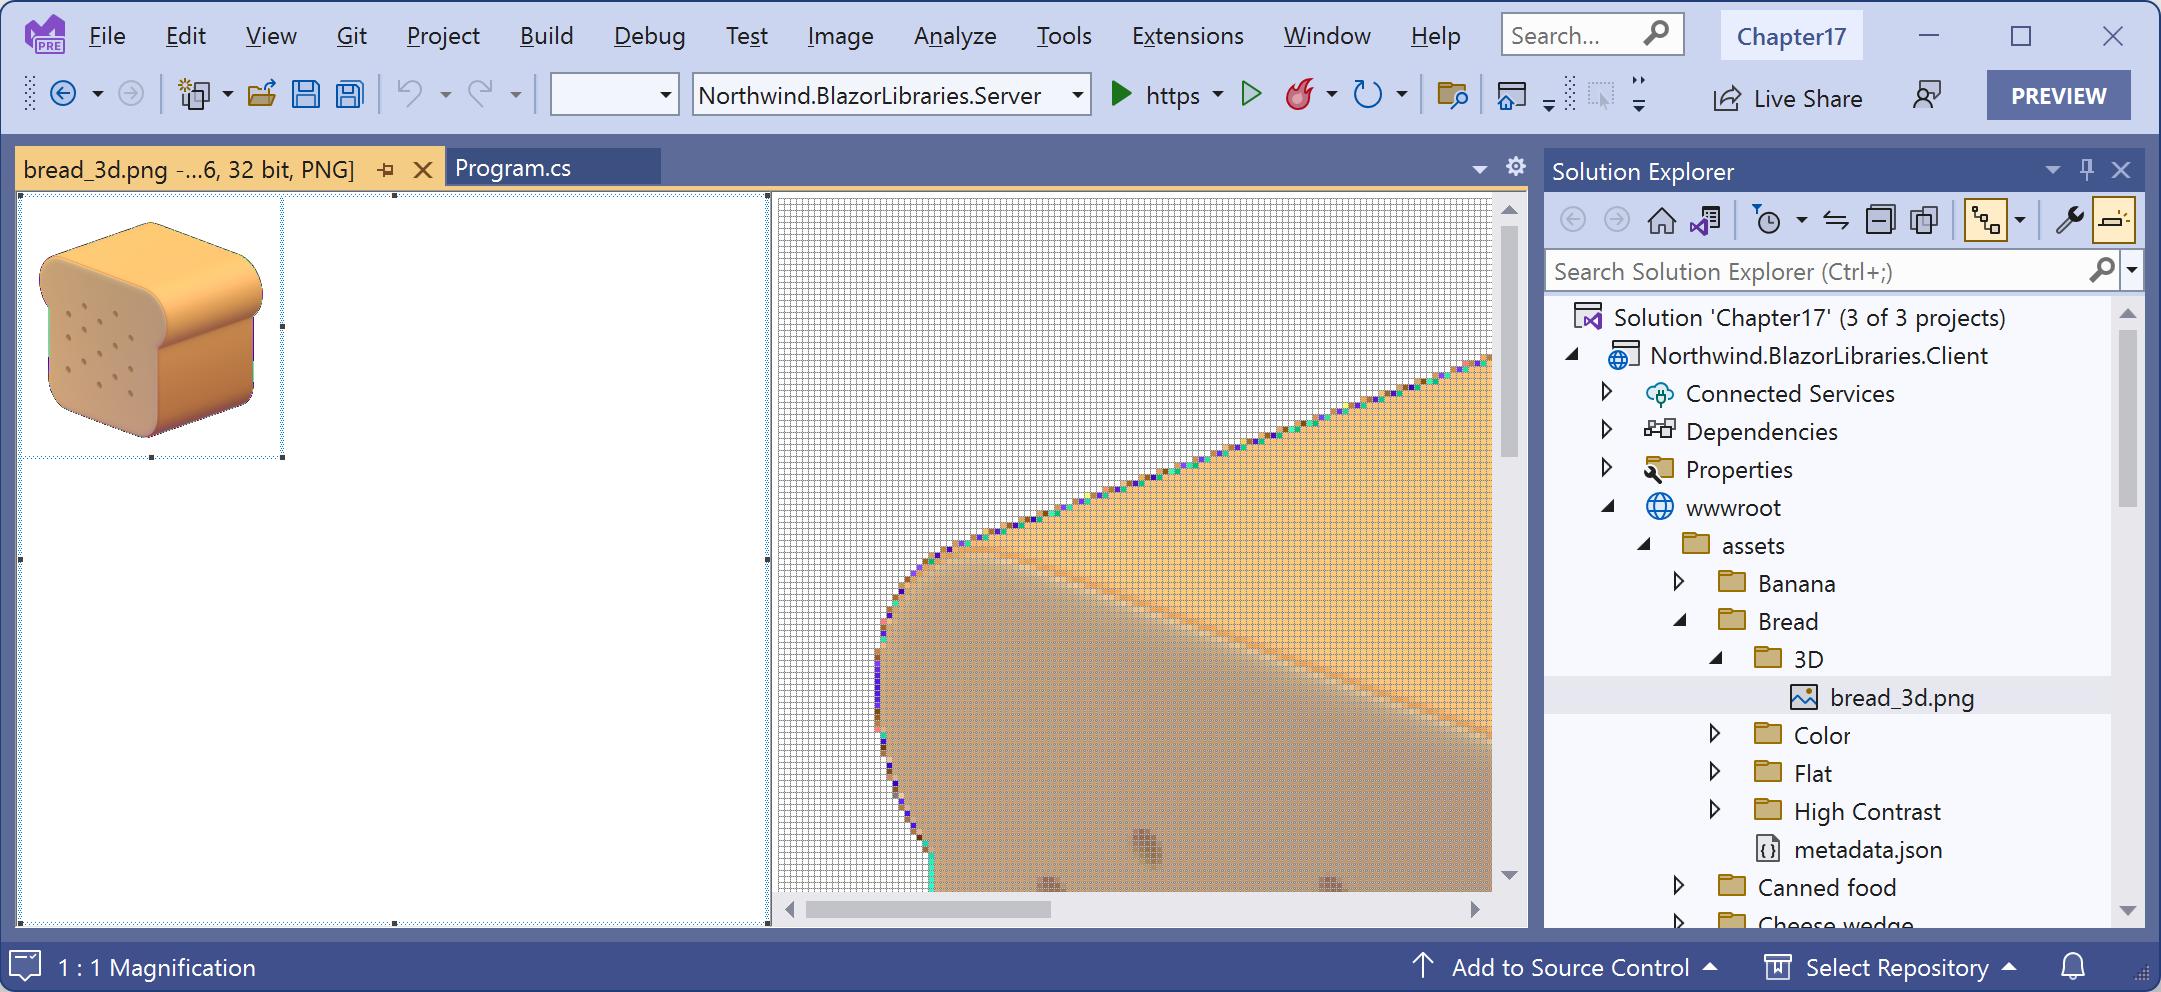 PRE File Edit View Git Project Build Debug Test Image Analyze Tools Extensions Window Help Search... Chapter17
Northwind.BlazorLibraries.Server https Live Share PREVIEW
bread_3d.png -...6, 32 bit, PNG] Program.cs
Solution Explorer
Search Solution Explorer (Ctrl+;)
Solution 'Chapter17' (3 of 3 projects)
Northwind.BlazorLibraries.Client
Connected Services
Dependencies
Properties
wwwroot
assets
Banana
Bread
3D
bread_3d.png
Color
Flat
High Contrast
metadata.json
Canned food
Cheese wedge
1 : 1 Magnification Add to Source Control Select Repository